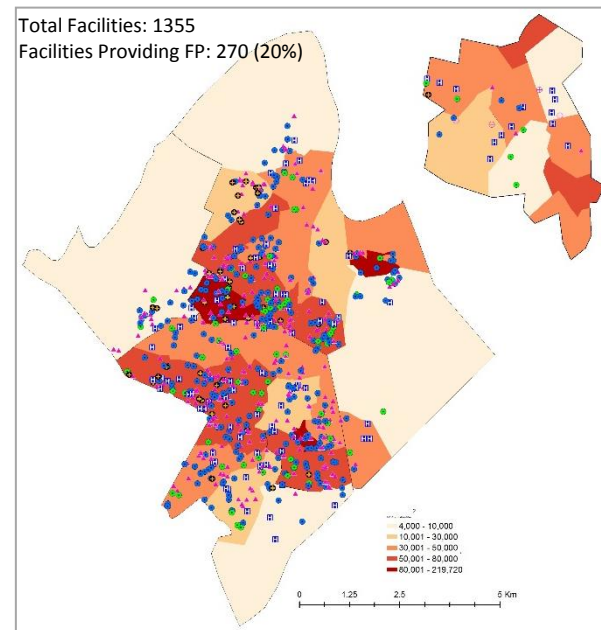 Total Facilities: 1355
Facilities Providing FP: 270 (20%)
4,000 - 10,000
10,001 - 30,000
30,001 - 50,000
50,001 - 80,000
80,001 - 219,720
0 1.25 2.5 5 Km